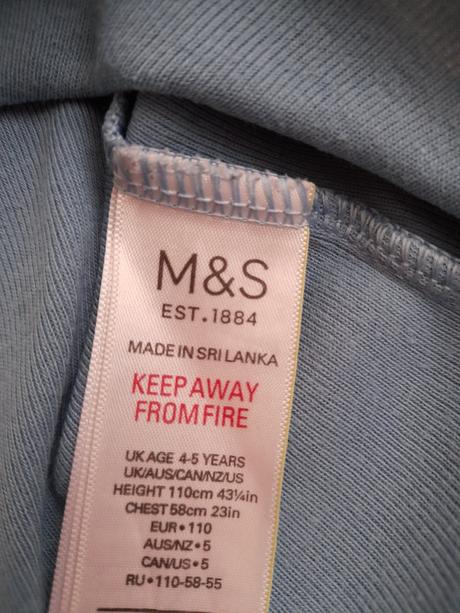 M&S
EST. 1884
MADE IN SRI LANKA
KEEP AWAY
FROM FIRE
UK AGE 4-5 YEARS
UK/AUS/CAN/NZ/US
HEIGHT 110cm 43¼in
CHEST 58cm 23in
EUR • 110
AUS/NZ • 5
CAN/US • 5
RU • 110-58-55